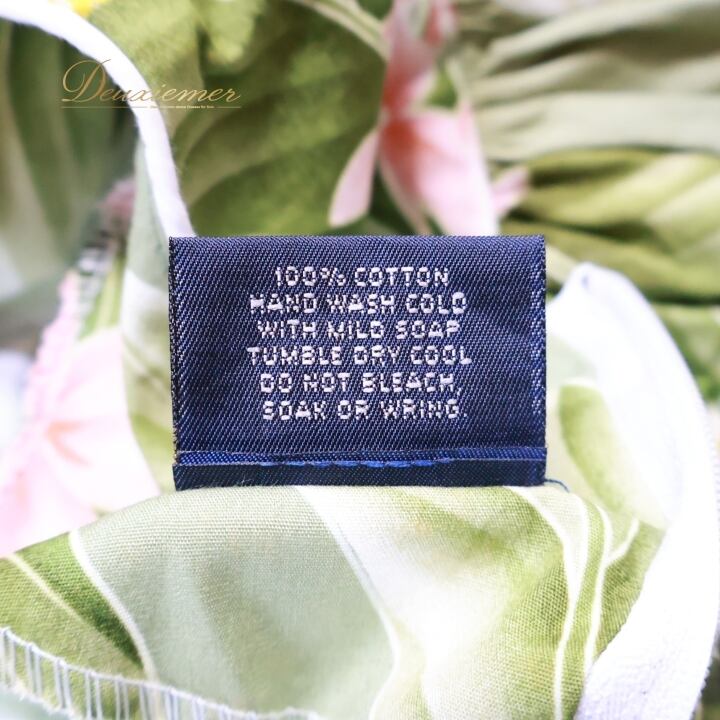 Deuxiemer
100% COTTON
HAND WASH COLD
WITH MILD SOAP
TUMBLE DRY COOL
DO NOT BLEACH,
SOAK OR WRING.